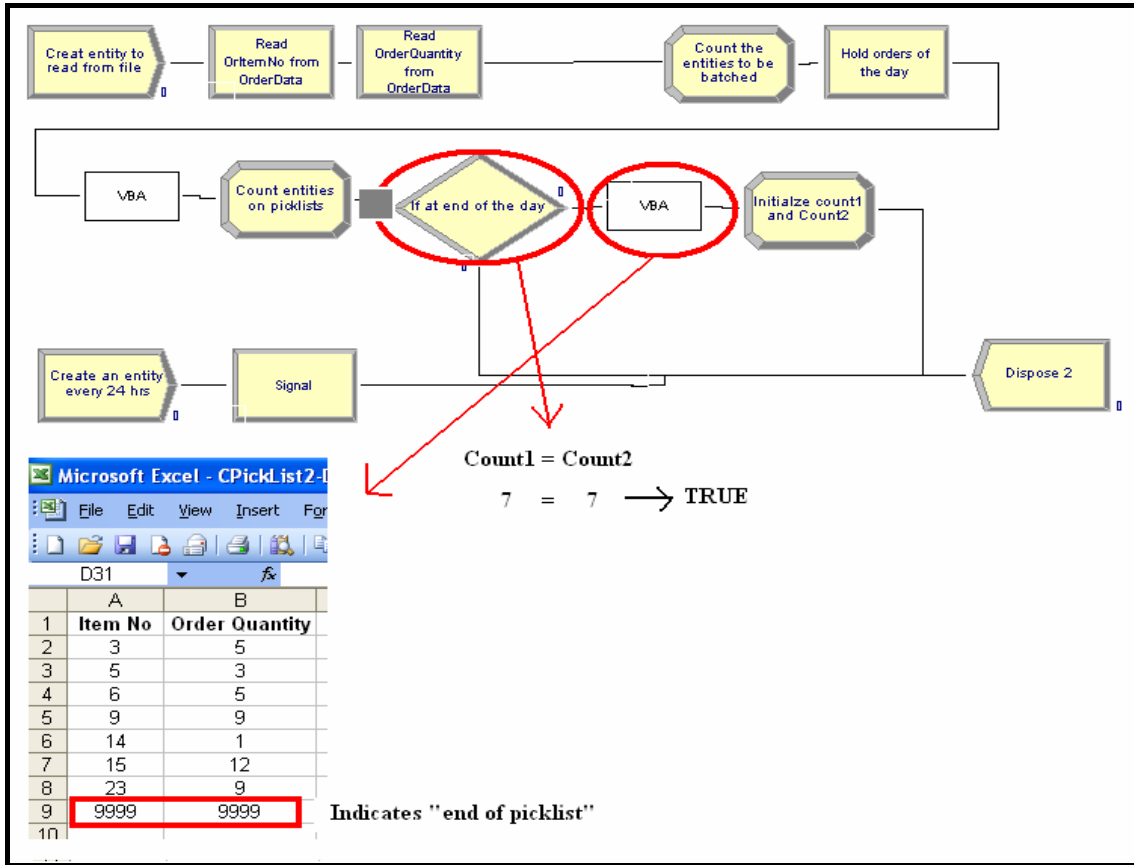 Creat entity to
read from file
Read
OrItemNo from
OrderData
Read
OrderQuantity
from
OrderData
Count the
entities to be
batched
Hold orders of
the day
VBA
Count entities
on picklists
If at end of the day
VBA
Initialze count1
and Count2
Create an entity
every 24 hrs
Signal
Dispose 2
Count1 = Count2
7 = 7 TRUE
Microsoft Excel - CPickList2-D
File Edit View Insert For
D31 fx
A B
1 Item No Order Quantity
2 3 5
3 5 3
4 6 5
5 9 9
6 14 1
7 15 12
8 23 9
9 9999 9999
10
Indicates "end of picklist"